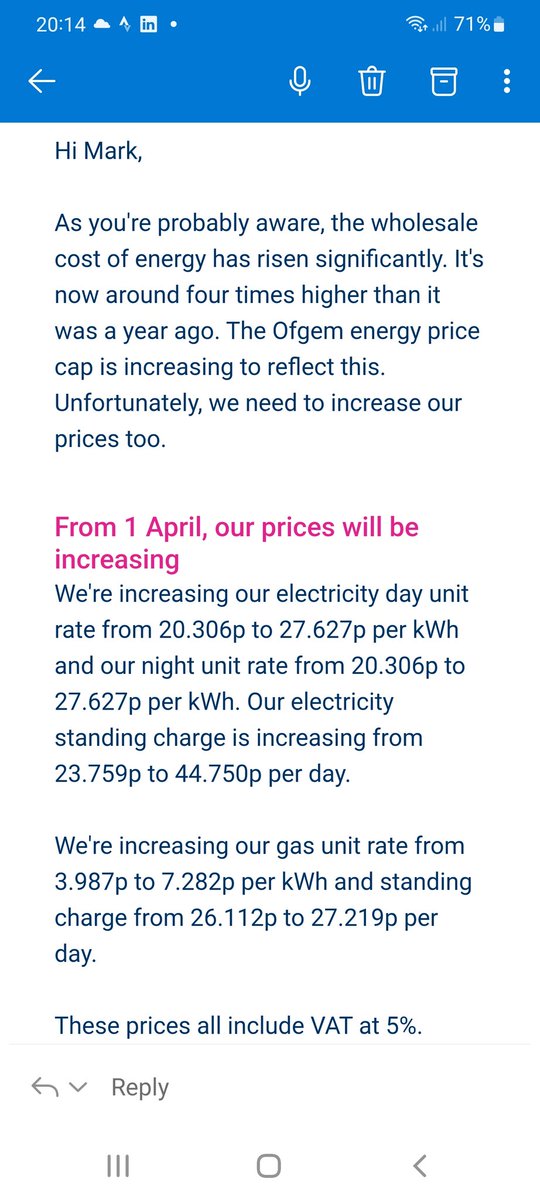 20:14 in 71%
Hi Mark,
As you're probably aware, the wholesale
cost of energy has risen significantly. It's
now around four times higher than it
was a year ago. The Ofgem energy price
cap is increasing to reflect this.
Unfortunately, we need to increase our
prices too.
From 1 April, our prices will be
increasing
We're increasing our electricity day unit
rate from 20.306p to 27.627p per kWh
and our night unit rate from 20.306p to
27.627p per kWh. Our electricity
standing charge is increasing from
23.759p to 44.750p per day.
We're increasing our gas unit rate from
3.987p to 7.282p per kWh and standing
charge from 26.112p to 27.219p per
day.
These prices all include VAT at 5%.
Reply